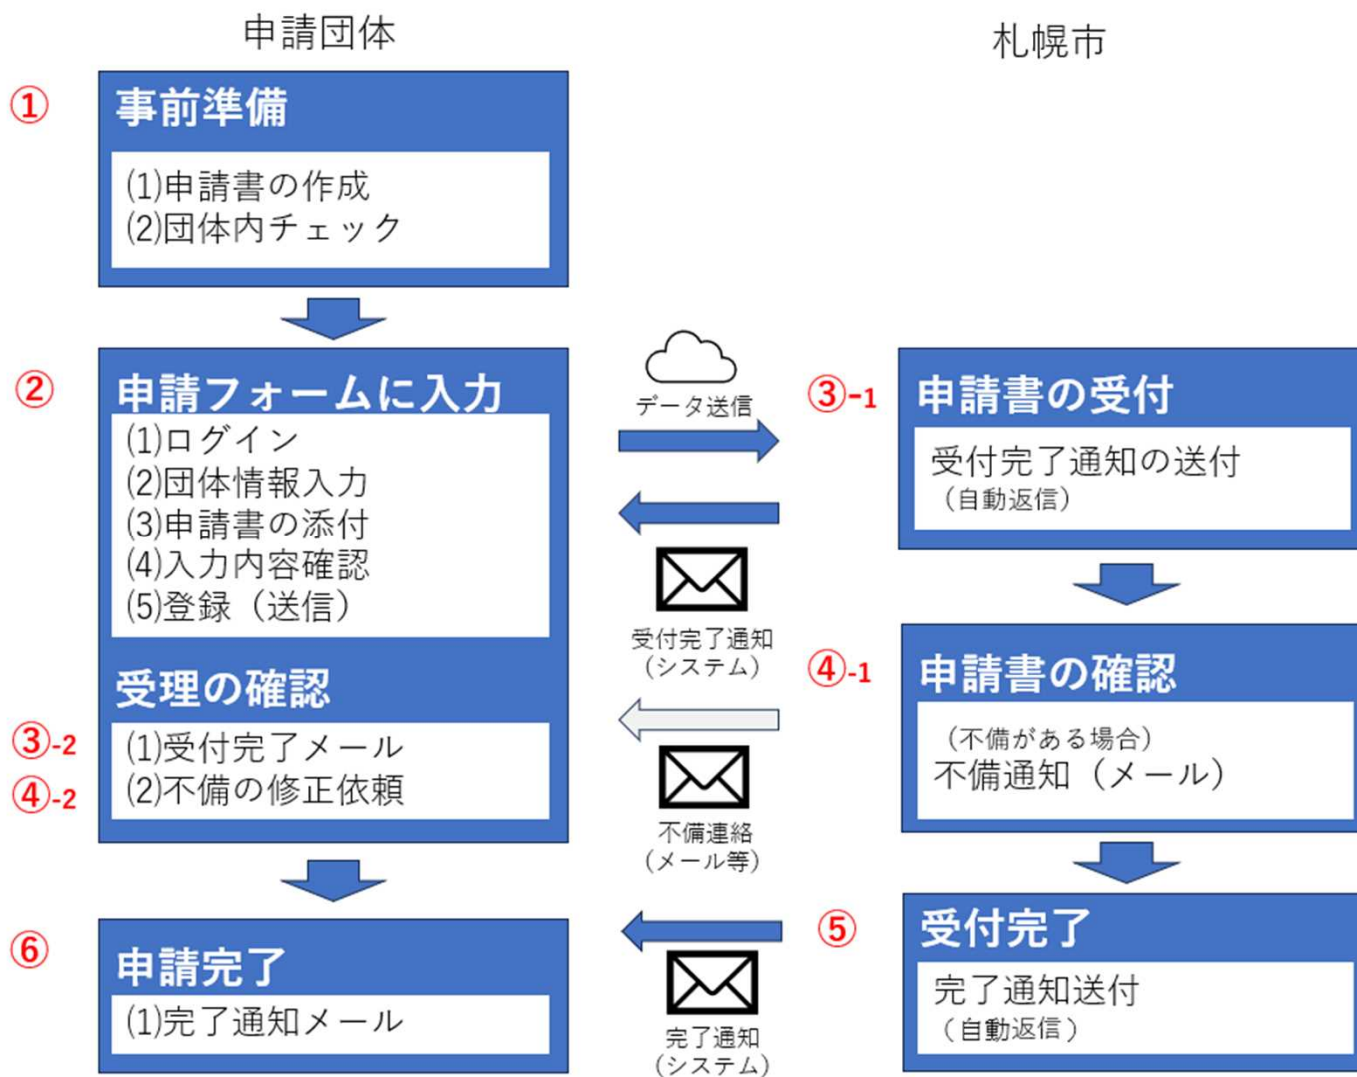 申請団体
札幌市
①
事前準備
(1)申請書の作成
(2)団体内チェック
②
申請フォームに入力
(1)ログイン
(2)団体情報入力
(3)申請書の添付
(4)入力内容確認
(5)登録（送信）
データ送信
③-1
申請書の受付
受付完了通知の送付
（自動返信）
受付完了通知
(システム)
受理の確認
③-2
(1)受付完了メール
④-2
(2)不備の修正依頼
④-1
申請書の確認
（不備がある場合）
不備通知（メール）
不備連絡
(メール等)
⑤
受付完了
完了通知送付
（自動返信）
完了通知
(システム)
⑥
申請完了
(1)完了通知メール